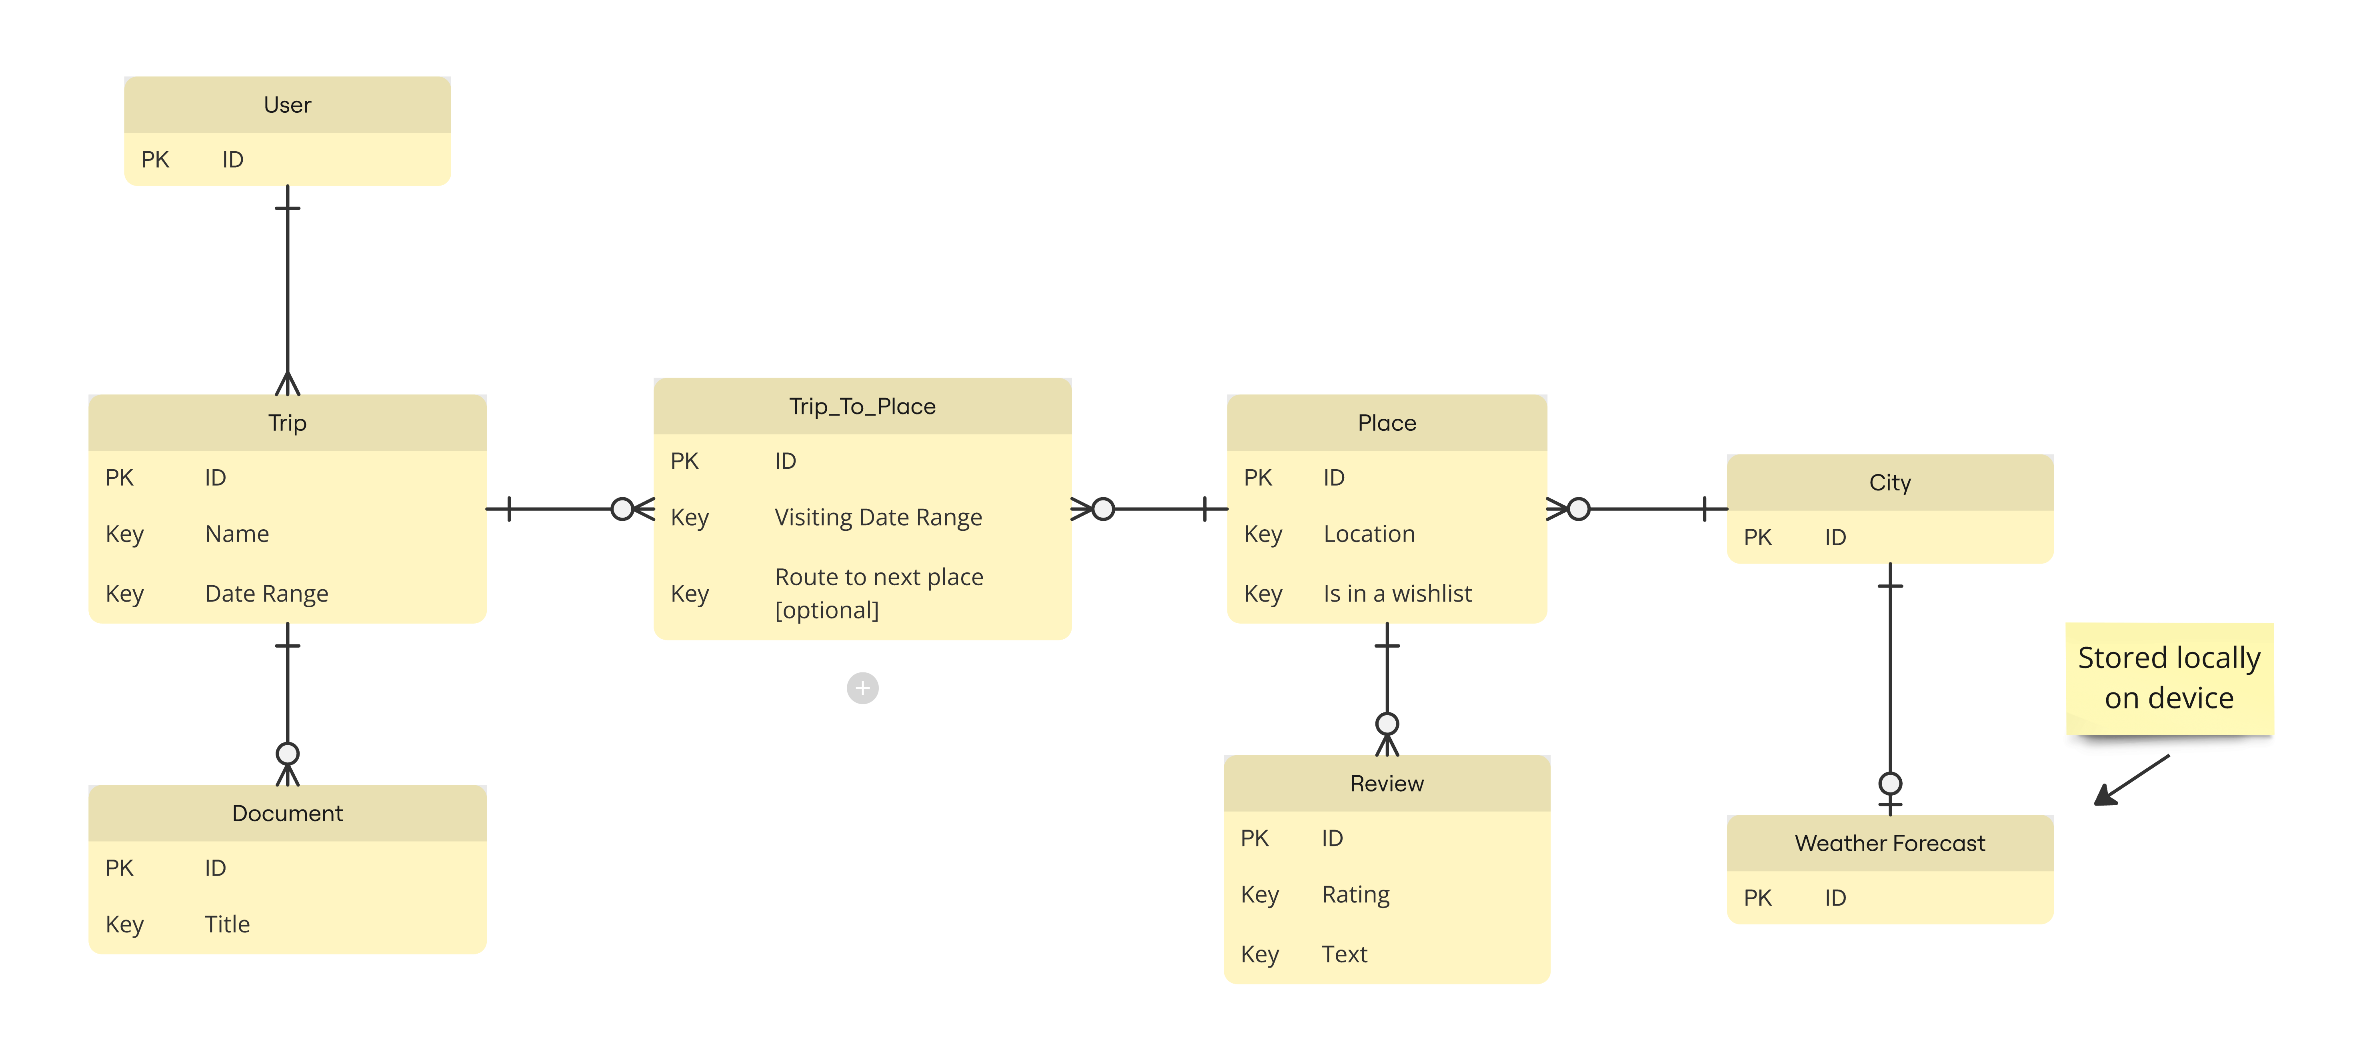 User
PK ID
Trip
PK ID
Key Name
Key Date Range
Document
PK ID
Key Title
Trip_To_Place
PK ID
Key Visiting Date Range
Key Route to next place
[optional]
Place
PK ID
Key Location
Key Is in a wishlist
Review
PK ID
Key Rating
Key Text
City
PK ID
Stored locally
on device
Weather Forecast
PK ID